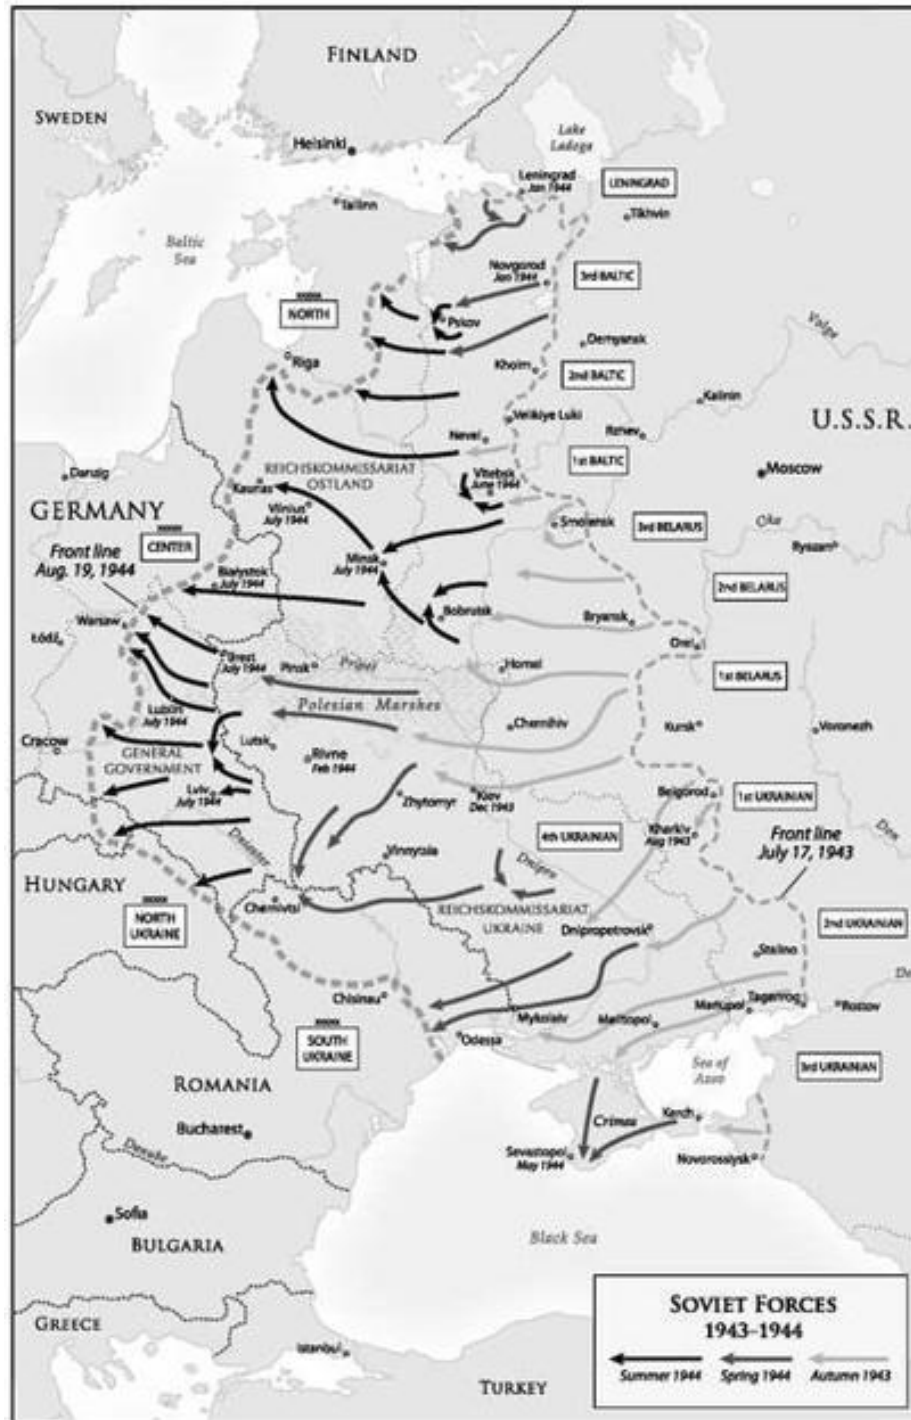 FINLAND
SWEDEN
Helsinki
Lake
Ladoga
Leningrad
Jan 1944
LENINGRAD
Tallinn
Tikhvin
Baltic
Sea
Novgorod
Jan 1944
3rd BALTIC
xxxxx
NORTH
Pskov
Demyansk
Volga
Riga
Kholm
2nd BALTIC
Kalinin
Velikiye Luki
U.S.S.R.
Nevel
Rzhev
1st BALTIC
Danzig
REICHSKOMMISSARIAT
OSTLAND
Vitebsk
June 1944
Moscow
Kaunas
GERMANY
Vilnius
July 1944
Smolensk
3rd BELARUS
Oka
Ryazan
xxxxx
CENTER
Front line
Aug. 19, 1944
Minsk
July 1944
Bialystok
July 1944
2nd BELARUS
Warsaw
Bobruisk
Bryansk
Łódź
Orel
Brest
July 1944
Pinsk
Pripet
Homel
1st BELARUS
Lublin
July 1944
Polesian Marshes
Chernihiv
Kursk
Voronezh
Cracow
GENERAL
GOVERNMENT
Lutsk
Rivne
Feb 1944
Lviv
July 1944
Zhytomyr
Kiev
Dec 1943
Belgorod
1st UKRAINIAN
Kharkiv
Aug 1943
Don
Dniester
4th UKRAINIAN
Front line
July 17, 1943
Vinnytsia
Dnipro
HUNGARY
Chernivtsi
xxxxx
NORTH
UKRAINE
REICHSKOMMISSARIAT
UKRAINE
Dnipropetrovsk
2nd UKRAINIAN
Stalino
Chisinau
Mykolaiv
Melitopol
Mariupol
Taganrog
Rostov
xxxxx
SOUTH
UKRAINE
Odessa
Sea of
Azov
3rd UKRAINIAN
ROMANIA
Bucharest
Crimea
Kerch
Danube
Sevastopol
May 1944
Novorossiysk
Sofia
BULGARIA
Black Sea
GREECE
Istanbul
TURKEY
SOVIET FORCES
1943–1944
Summer 1944 Spring 1944 Autumn 1943